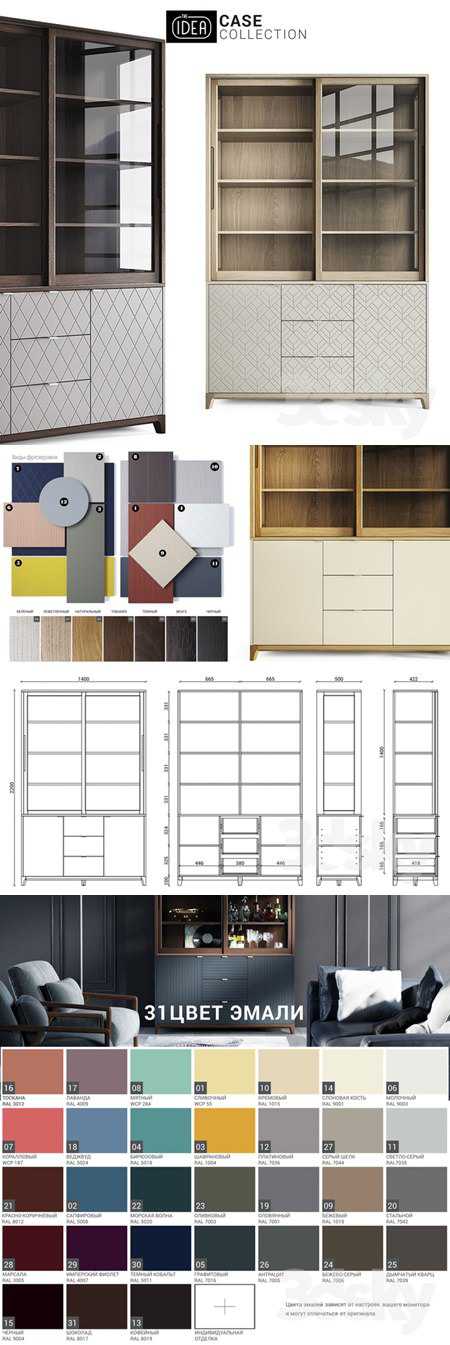 THE
IDEA
CASE
COLLECTION
Виды фрезеровки
1
2
8
10
4
12
3
1
9
11
БЕЛЕНЫЙ НАТУРАЛЬНЫЙ ТЕМНЫЙ ВЕНГЕ ЧЕРНЫЙ
1400
665 665
500
422
2200
331
331
331
324
325
100
446 380 446
1400
166
166
166
418
31 ЦВЕТ ЭМАЛИ
16 17 08 01 10 14 06
ТОСКАНА ЛАВАНДА МЯТНЫЙ СЛИВОЧНЫЙ КРЕМОВЫЙ СЛОНОВАЯ КОСТЬ МОЛОЧНЫЙ
RAL 3012 RAL 4009 WCP 284 WCP 55 RAL 1015 RAL 9001 RAL 9003
07 18 04 03 12 27 11
КОРАЛЛОВЫЙ ВЕДЖВУД БИРЮЗОВЫЙ ШАФРАНОВЫЙ ПЛАТИНОВЫЙ СЕРЫЙ ШЕЛК СВЕТЛО-СЕРЫЙ
WCP 187 RAL 5024 RAL 5018 RAL 1004 RAL 7036 RAL 7044 RAL 7035
21 02 22 23 19 09 20
КРАСНО-КОРИЧНЕВЫЙ САПФИРОВЫЙ МОРСКАЯ ВОЛНА ОЛИВКОВЫЙ ОЛОВЯННЫЙ БЕЖЕВЫЙ СТАЛЬНОЙ
RAL 8012 RAL 5008 RAL 5020 RAL 7003 RAL 7001 RAL 1019 RAL 7042
28 29 30 05 26 24 25
МАРСАЛА ИМПЕРСКИЙ ФИОЛЕТ ТЕМНЫЙ КОБАЛЬТ ГРАФИТОВЫЙ АНТРАЦИТ БЕЖЕВО-СЕРЫЙ ДЫМЧАТЫЙ КВАРЦ
RAL 3005 RAL 4007 RAL 5011 RAL 7016 RAL 7005 RAL 7006 RAL 7039
15 31 13
ЧЕРНЫЙ ШОКОЛАД КОФЕЙНЫЙ ИНДИВИДУАЛЬНАЯ
RAL 9004 RAL 8017 RAL 8019 ОТДЕЛКА
Цвета эмалей зависят от настроек вашего монитора
и могут отличаться от оригинала.